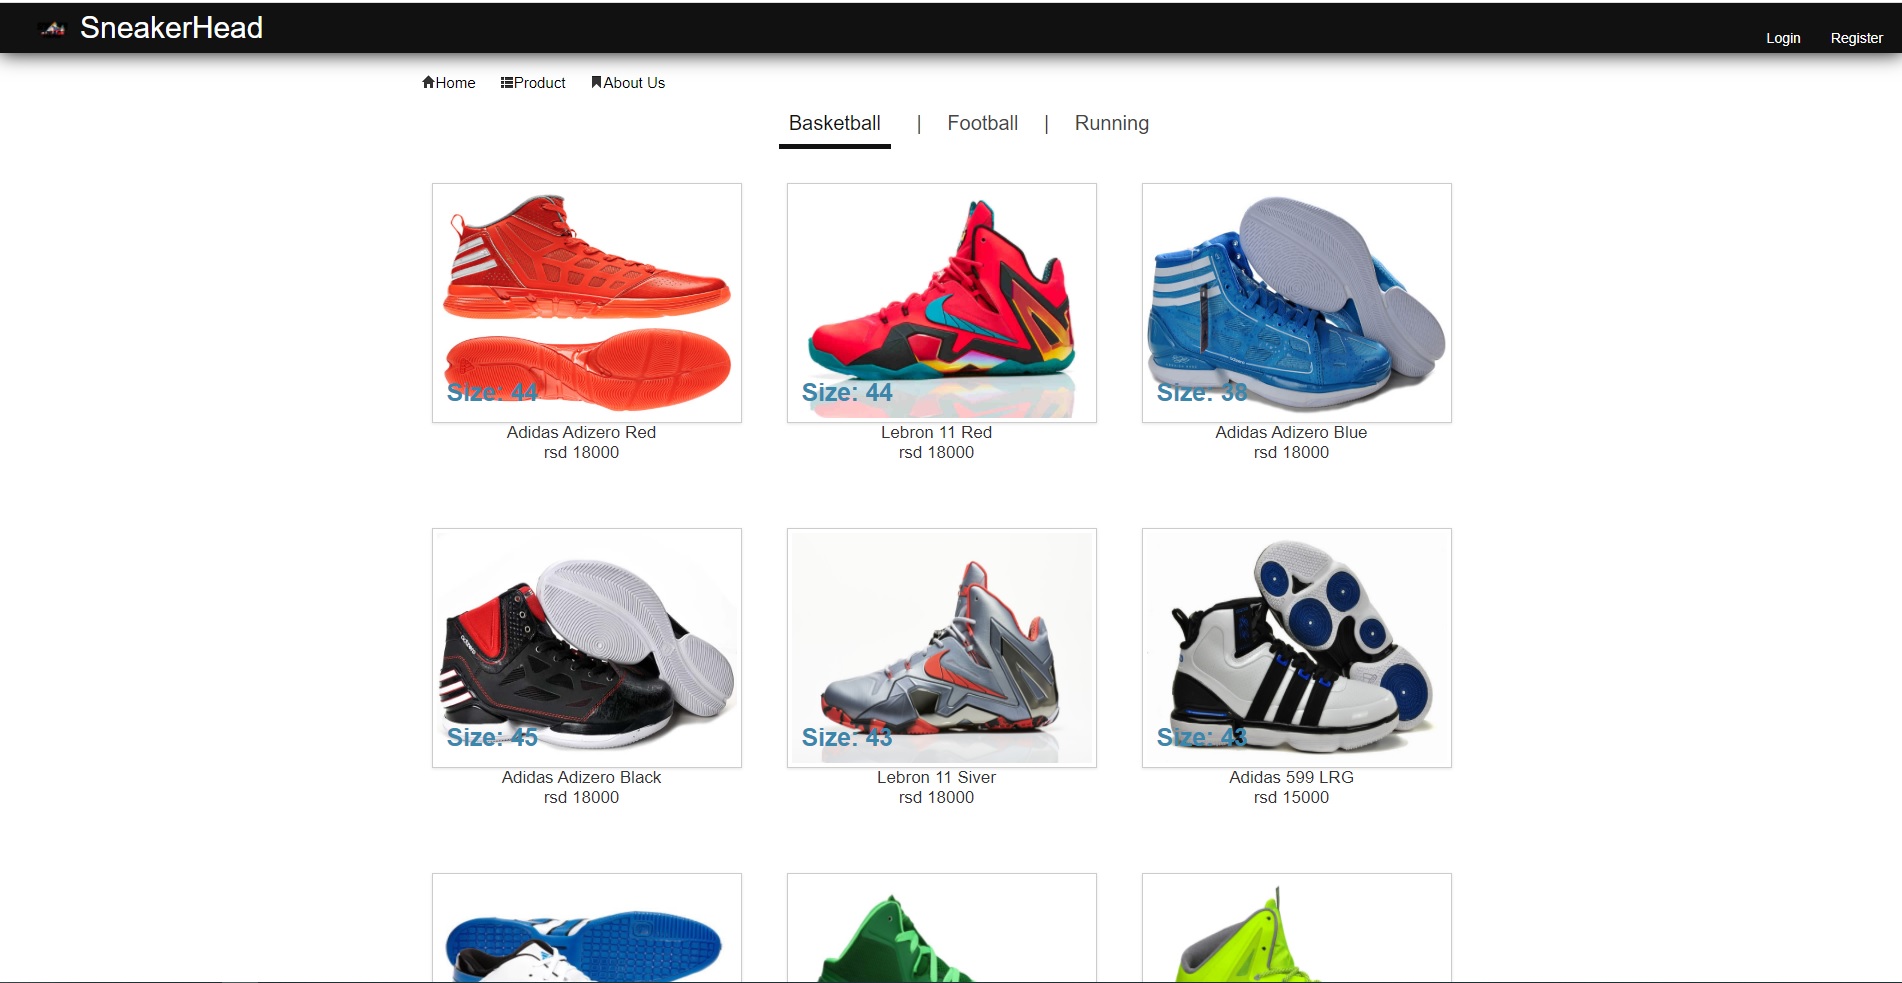 SneakerHead
Login Register
Home Product About Us
Basketball | Football | Running
Size: 44
Adidas Adizero Red
rsd 18000
Size: 44
Lebron 11 Red
rsd 18000
Size: 38
Adidas Adizero Blue
rsd 18000
Size: 45
Adidas Adizero Black
rsd 18000
Size: 43
Lebron 11 Siver
rsd 18000
Size: 43
Adidas 599 LRG
rsd 15000